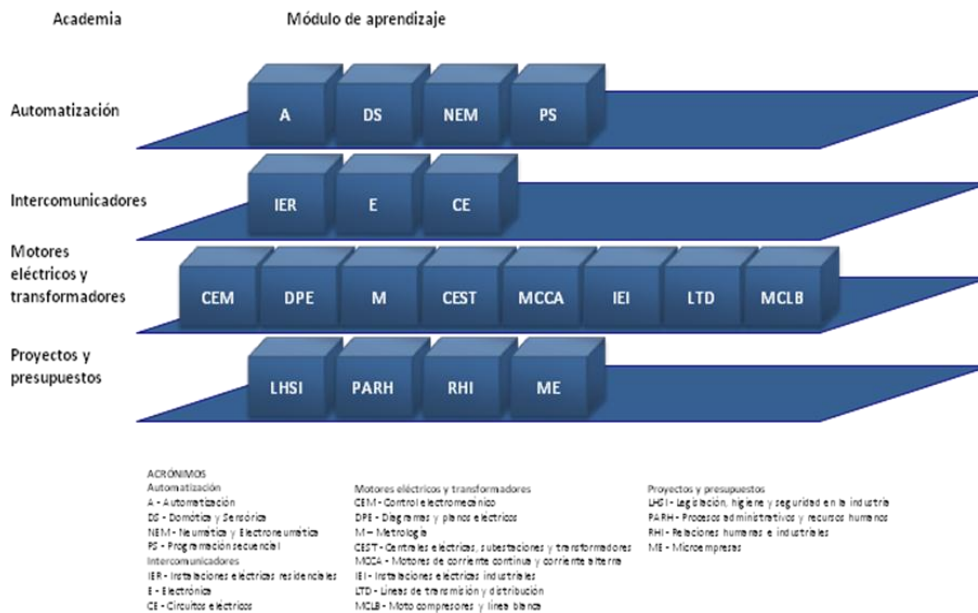 Academia Módulo de aprendizaje
Automatización
A DS NEM PS
Intercomunicadores
IER E CE
Motores
eléctricos y
transformadores
CEM DPE M CEST MCCA IEI LTD MCLB
Proyectos y
presupuestos
LHSI PARH RHI ME
ACRÓNIMOS
Automatización
A - Automatización
DS - Domótica y Sensórica
NEM - Neumática y Electroneumática
PS - Programación secuencial
Intercomunicadores
IER - Instalaciones eléctricas residenciales
E - Electrónica
CE - Circuitos eléctricos
Motores eléctricos y transformadores
CEM - Control electromecánico
DPE - Diagramas y planos eléctricos
M – Metrología
CEST - Centrales eléctricas, subestaciones y transformadores
MCCA - Motores de corriente continua y corriente alterna
IEI - Instalaciones eléctricas industriales
LTD - Líneas de transmisión y distribución
MCLB - Moto compresores y línea blanca
Proyectos y presupuestos
LHSI - Legislación, higiene y seguridad en la industria
PARH - Procesos administrativos y recursos humanos
RHI - Relaciones humanas e industriales
ME - Microempresas